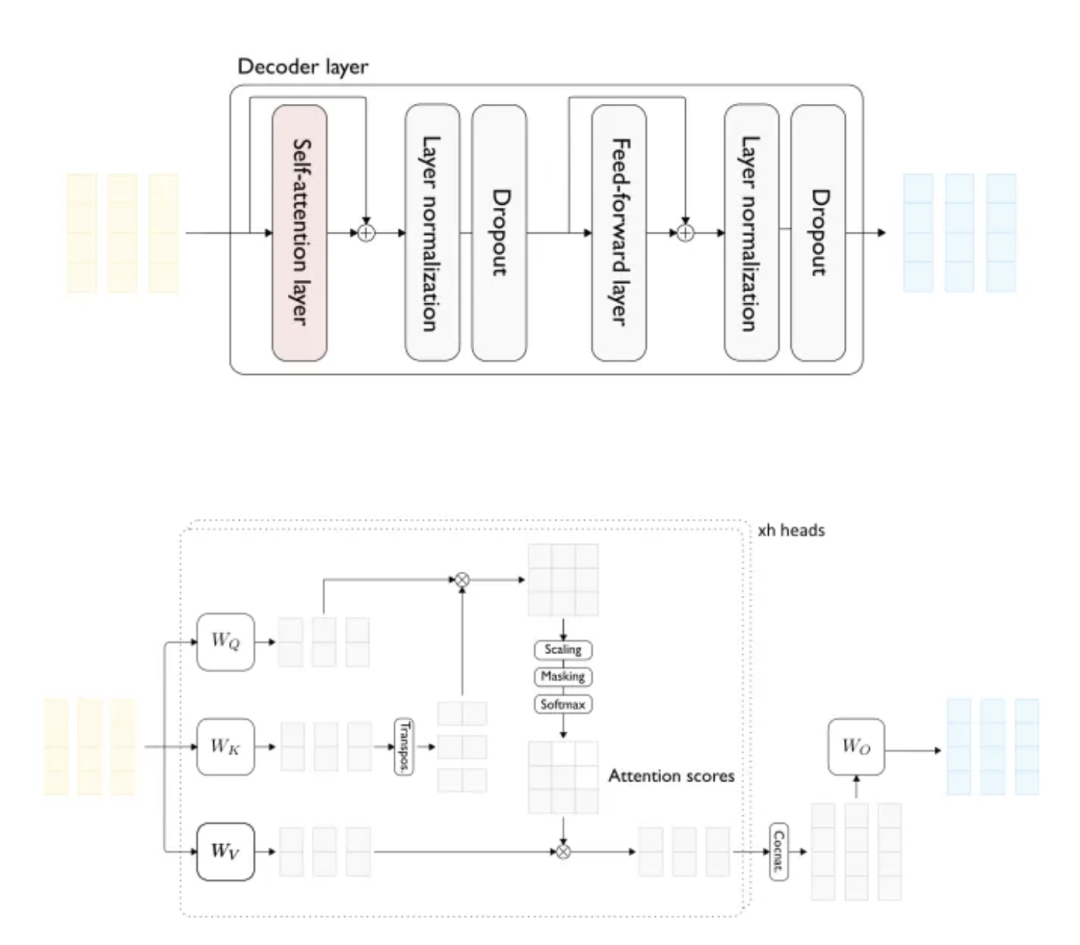 Decoder layer
Self-attention layer
Layer normalization
Dropout
Feed-forward layer
Layer normalization
Dropout
xh heads
W_Q
W_K
W_V
Transpos.
Scaling
Masking
Softmax
Attention scores
Cocnat.
W_O